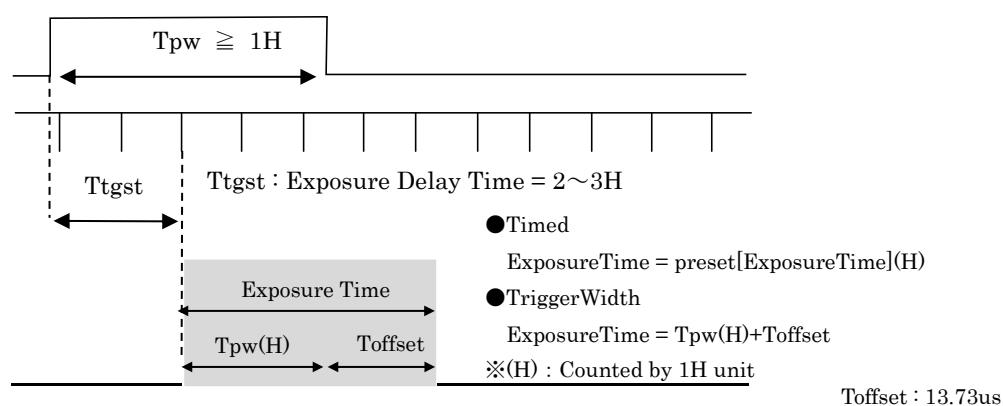 Tpw ≧ 1H
Ttgst
Ttgst : Exposure Delay Time = 2～3H
●Timed
ExposureTime = preset[ExposureTime](H)
Exposure Time
●TriggerWidth
Tpw(H)
Toffset
ExposureTime = Tpw(H)+Toffset
※(H) : Counted by 1H unit
Toffset : 13.73us